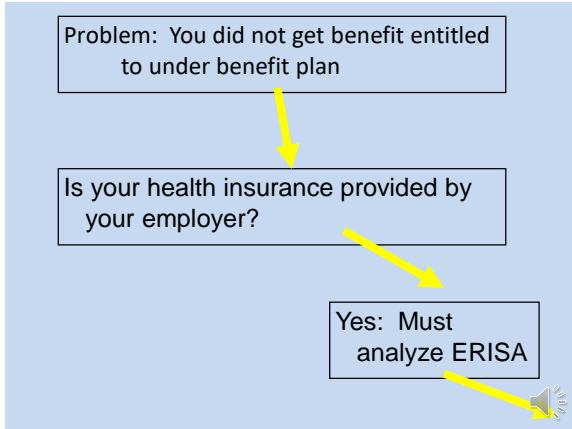 Problem:  You did not get benefit entitled
to under benefit plan
Is your health insurance provided by
your employer?
Yes:  Must
analyze ERISA